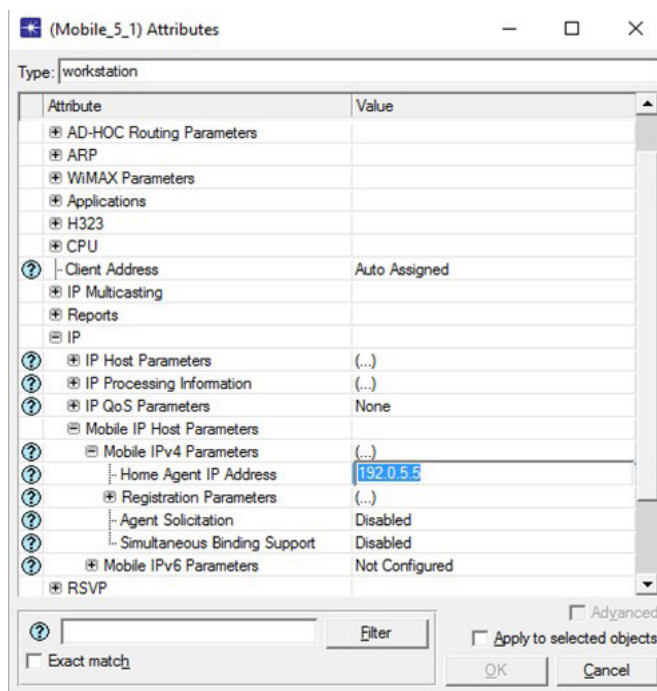 (Mobile_5_1) Attributes
Type: workstation
Attribute Value
AD-HOC Routing Parameters
ARP
WiMAX Parameters
Applications
H323
CPU
Client Address Auto Assigned
IP Multicasting
Reports
IP
IP Host Parameters (...)
IP Processing Information (...)
IP QoS Parameters None
Mobile IP Host Parameters
Mobile IPv4 Parameters (...)
Home Agent IP Address 192.0.5.5
Registration Parameters (...)
Agent Solicitation Disabled
Simultaneous Binding Support Disabled
Mobile IPv6 Parameters Not Configured
RSVP
Advanced
Filter Apply to selected objects
Exact match OK Cancel